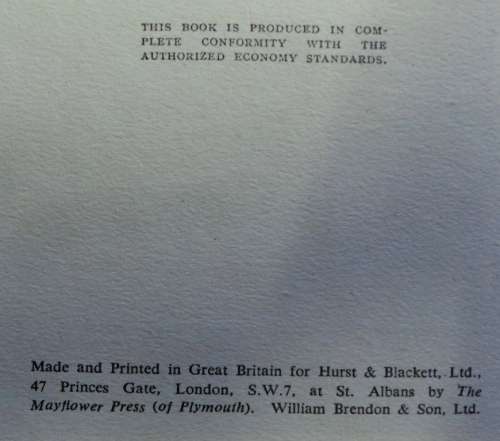 THIS BOOK IS PRODUCED IN COM-
PLETE CONFORMITY WITH THE
AUTHORIZED ECONOMY STANDARDS.
Made and Printed in Great Britain for Hurst & Blackett, Ltd.,
47 Princes Gate, London, S.W.7, at St. Albans by The
Mayflower Press (of Plymouth). William Brendon & Son, Ltd.